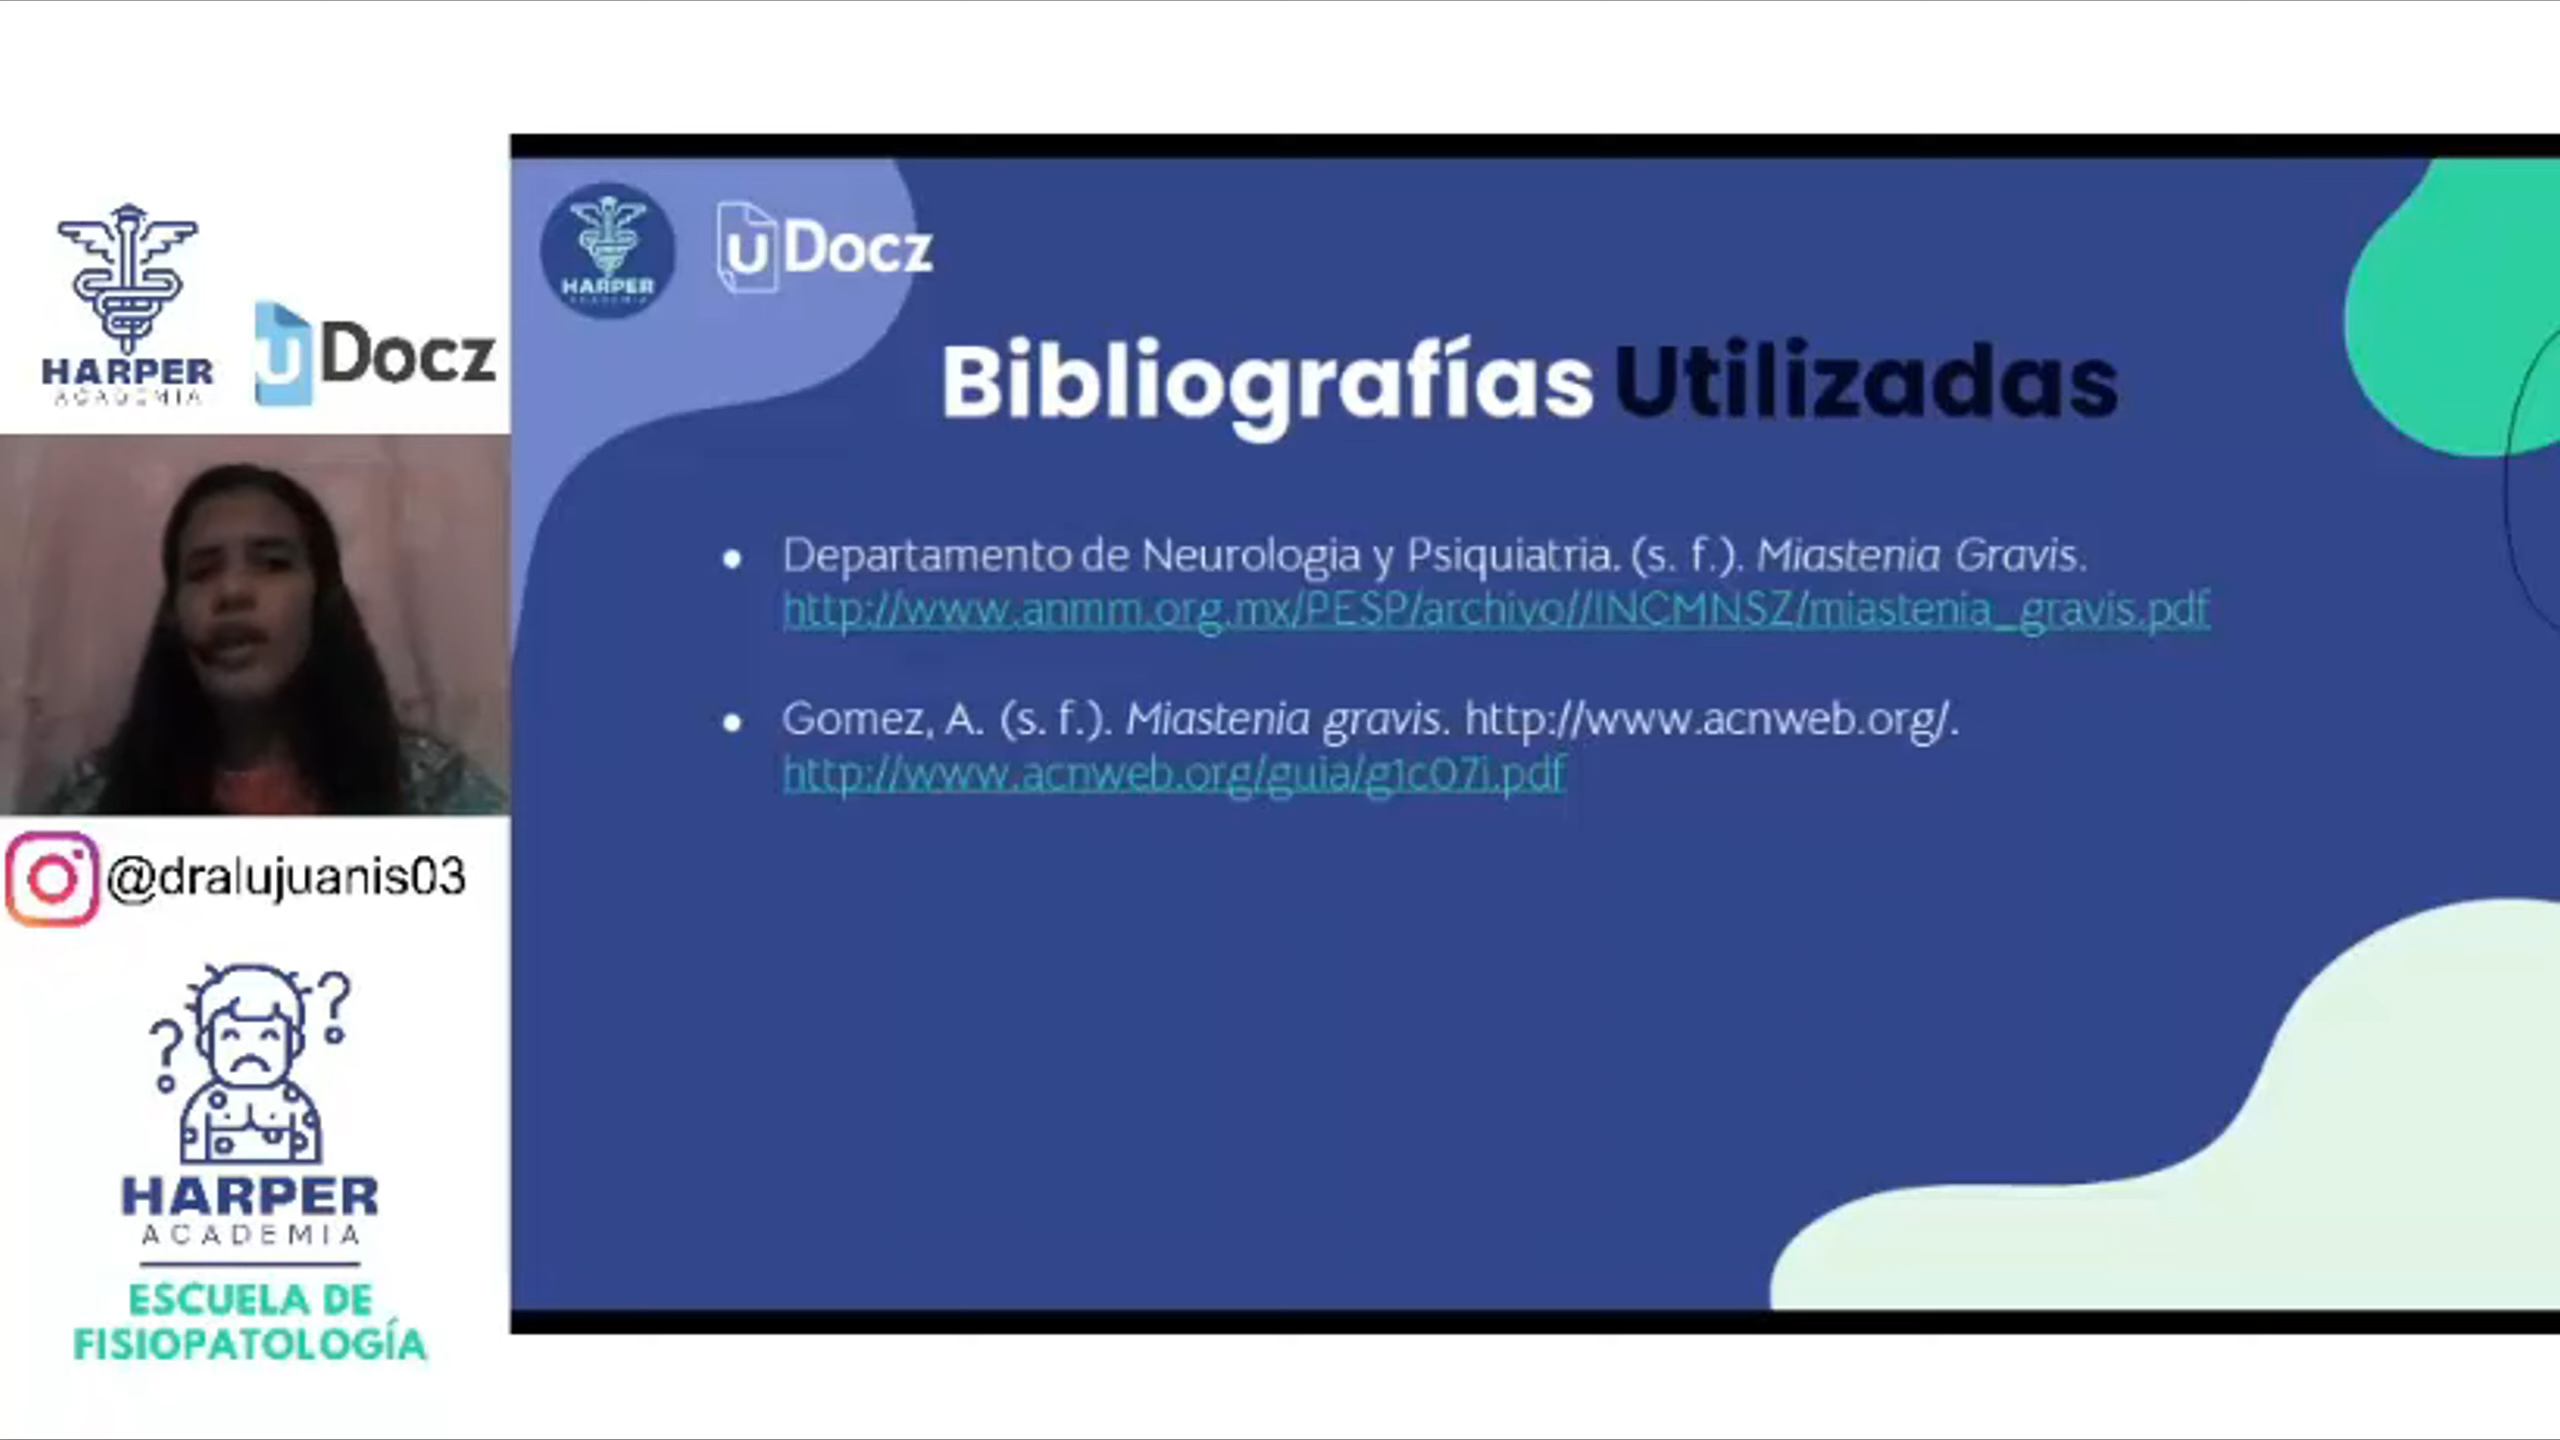 HARPER
ACADEMIA
uDocz
@dralujuanis03
?
?
HARPER
ACADEMIA
ESCUELA DE
FISIOPATOLOGÍA
HARPER
ACADEMIA
uDocz
Bibliografías Utilizadas
• Departamento de Neurologia y Psiquiatria. (s. f.). Miastenia Gravis.
http://www.anmm.org.mx/PESP/archivo//INCMNSZ/miastenia_gravis.pdf
• Gomez, A. (s. f.). Miastenia gravis. http://www.acnweb.org/.
http://www.acnweb.org/guia/g1c07i.pdf